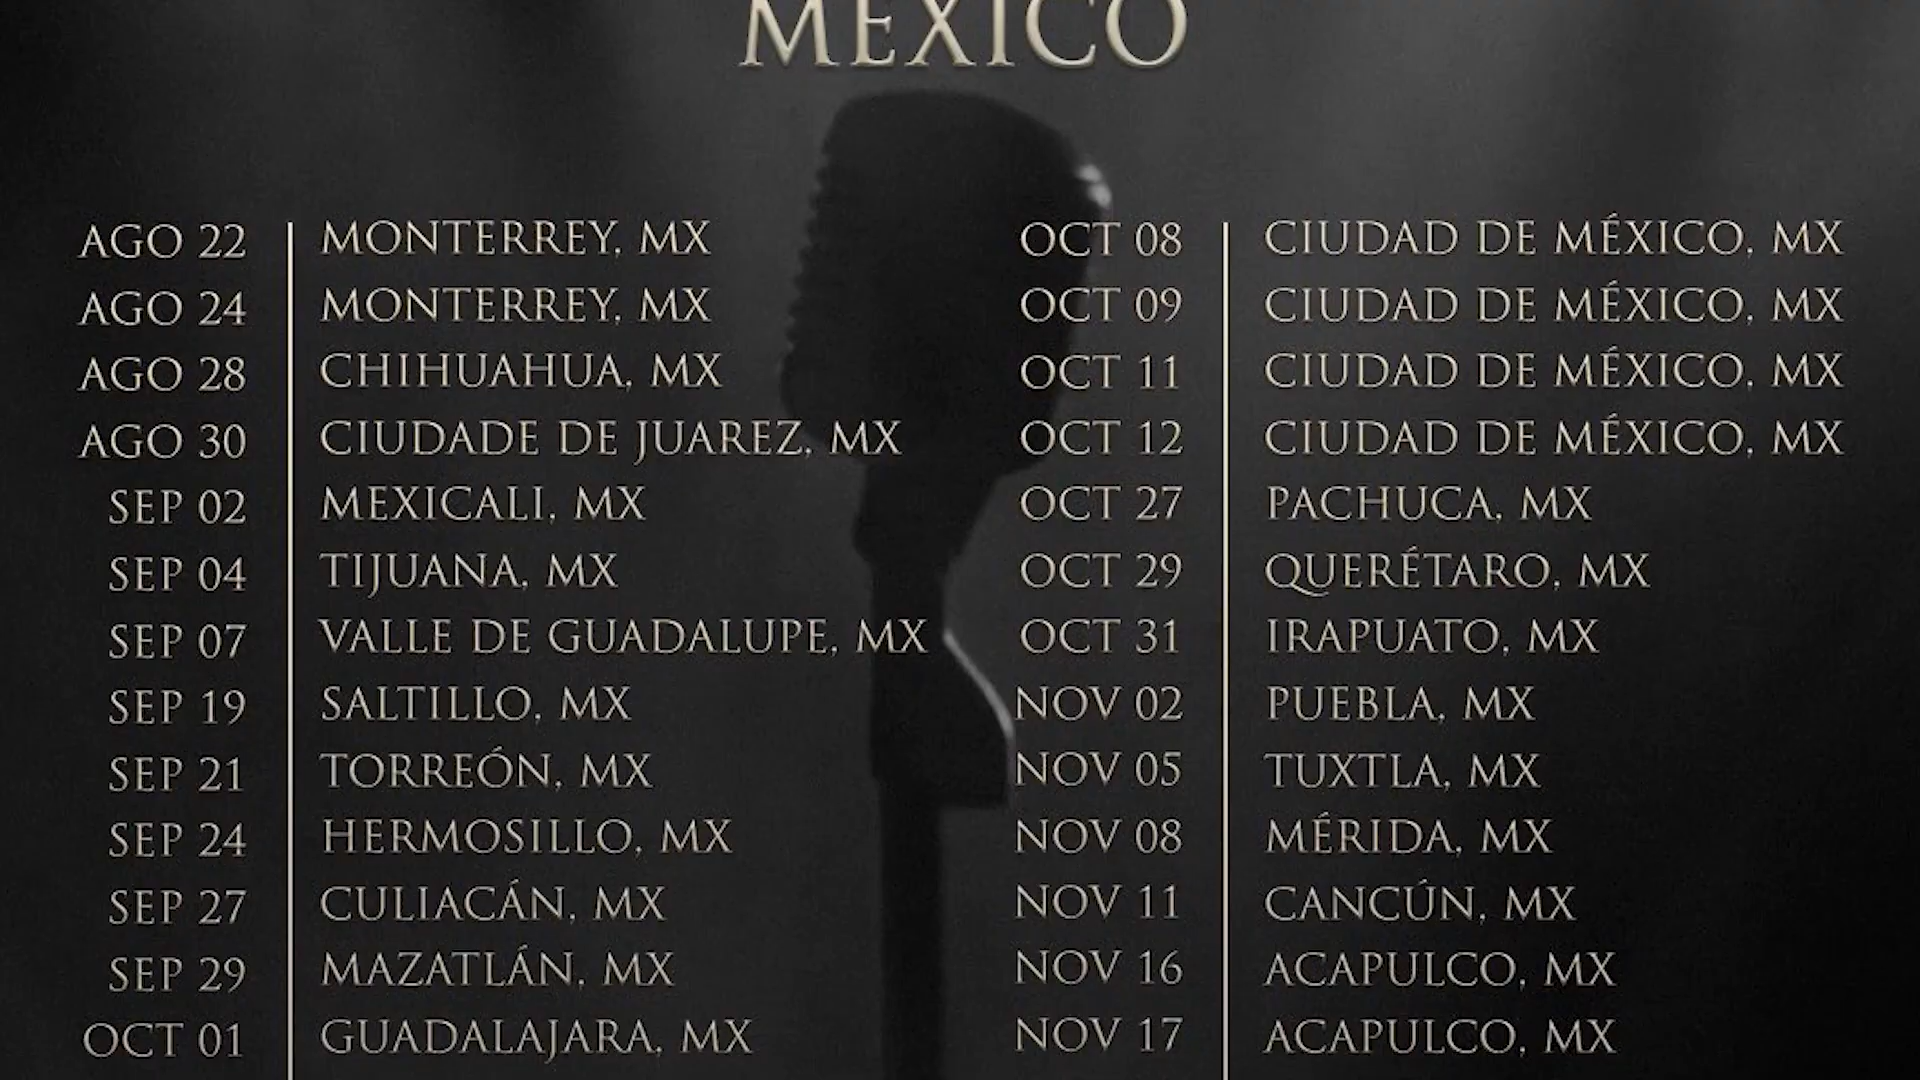 MÉXICO
AGO 22 MONTERREY, MX
AGO 24 MONTERREY, MX
AGO 28 CHIHUAHUA, MX
AGO 30 CIUDADE DE JUAREZ, MX
SEP 02 MEXICALI, MX
SEP 04 TIJUANA, MX
SEP 07 VALLE DE GUADALUPE, MX
SEP 19 SALTILLO, MX
SEP 21 TORREÓN, MX
SEP 24 HERMOSILLO, MX
SEP 27 CULIACÁN, MX
SEP 29 MAZATLÁN, MX
OCT 01 GUADALAJARA, MX
OCT 08 CIUDAD DE MÉXICO, MX
OCT 09 CIUDAD DE MÉXICO, MX
OCT 11 CIUDAD DE MÉXICO, MX
OCT 12 CIUDAD DE MÉXICO, MX
OCT 27 PACHUCA, MX
OCT 29 QUERÉTARO, MX
OCT 31 IRAPUATO, MX
NOV 02 PUEBLA, MX
NOV 05 TUXTLA, MX
NOV 08 MÉRIDA, MX
NOV 11 CANCÚN, MX
NOV 16 ACAPULCO, MX
NOV 17 ACAPULCO, MX